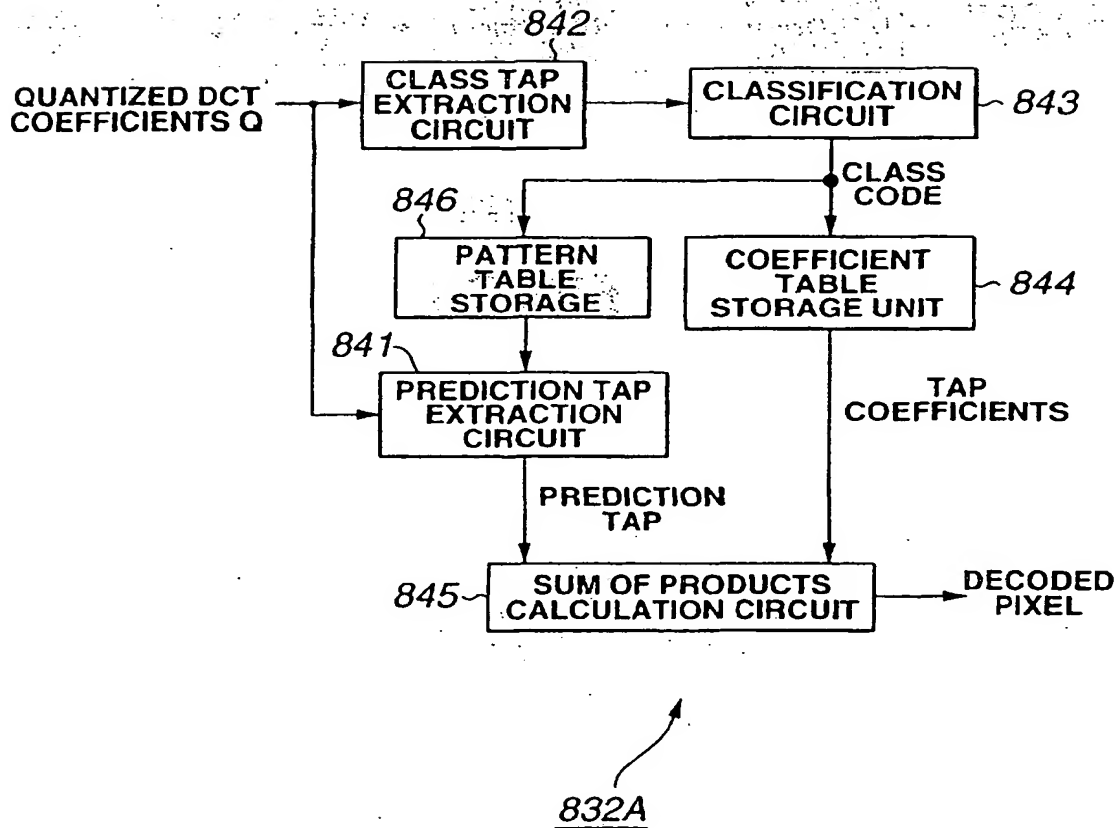 842
QUANTIZED DCT
COEFFICIENTS Q
CLASS TAP
EXTRACTION
CIRCUIT
CLASSIFICATION
CIRCUIT
843
CLASS
CODE
846
PATTERN
TABLE
STORAGE
COEFFICIENT
TABLE
STORAGE UNIT
844
841
PREDICTION TAP
EXTRACTION
CIRCUIT
TAP
COEFFICIENTS
PREDICTION
TAP
845
SUM OF PRODUCTS
CALCULATION CIRCUIT
DECODED
PIXEL
832A